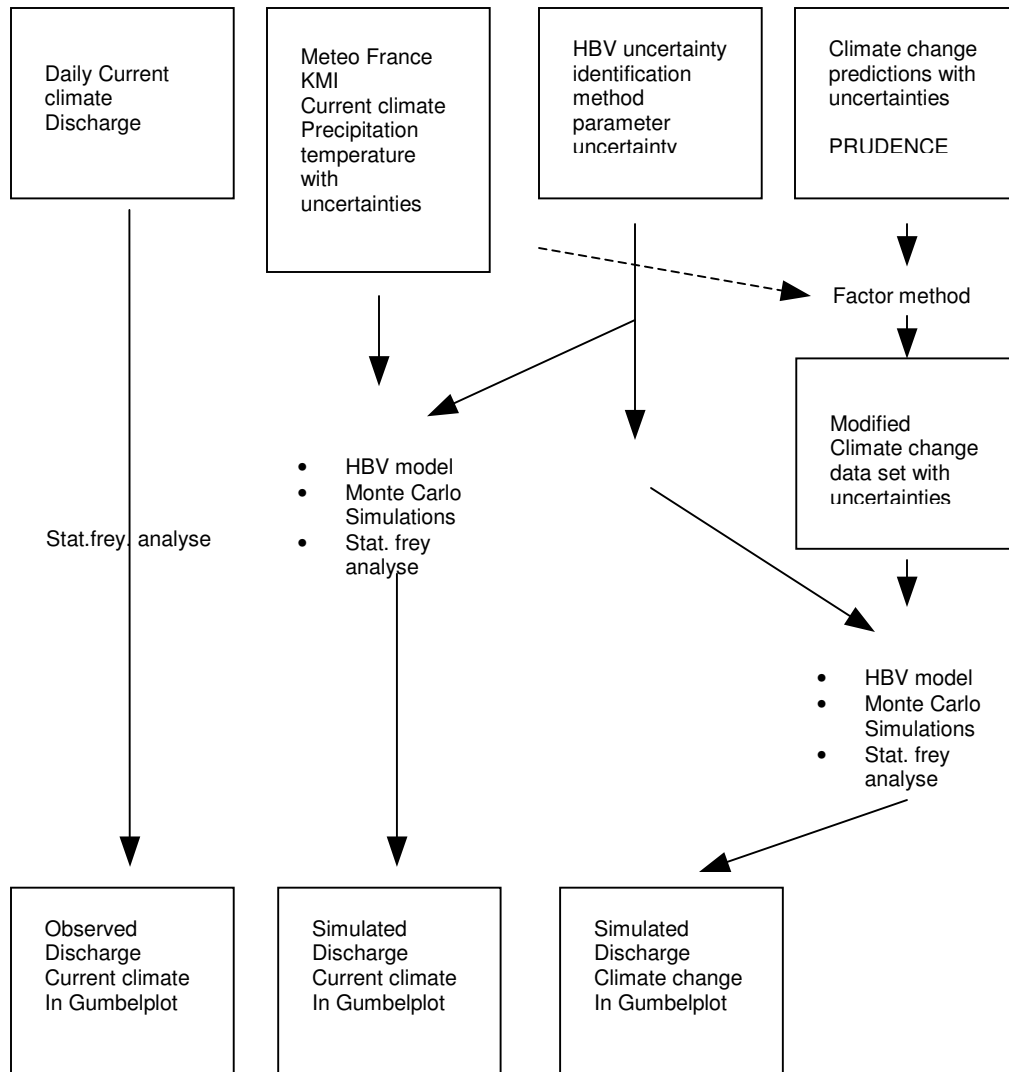 Daily Current
climate
Discharge
Meteo France
KMI
Current climate
Precipitation
temperature
with
uncertainties
HBV uncertainty
identification
method
parameter
uncertainty
Climate change
predictions with
uncertainties
PRUDENCE
Factor method
Modified
Climate change
data set with
uncertainties
Stat.frey. analyse
• HBV model
• Monte Carlo
Simulations
• Stat. frey
analyse
• HBV model
• Monte Carlo
Simulations
• Stat. frey
analyse
Observed
Discharge
Current climate
In Gumbelplot
Simulated
Discharge
Current climate
In Gumbelplot
Simulated
Discharge
Climate change
In Gumbelplot